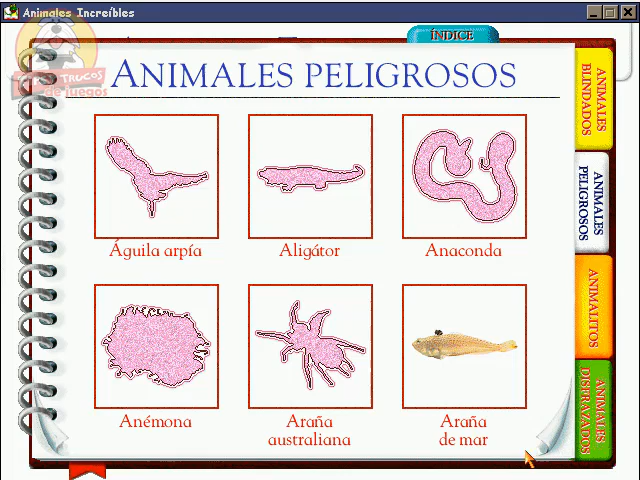 Animales Increíbles
TRUCOS
de juegos
ÍNDICE
ANIMALES PELIGROSOS
Águila arpía
Aligátor
Anaconda
Anémona
Araña
australiana
Araña
de mar
ANIMALES
BLINDADOS
ANIMALES
PELIGROSOS
ANIMALITOS
ANIMALES
DISFRAZADOS